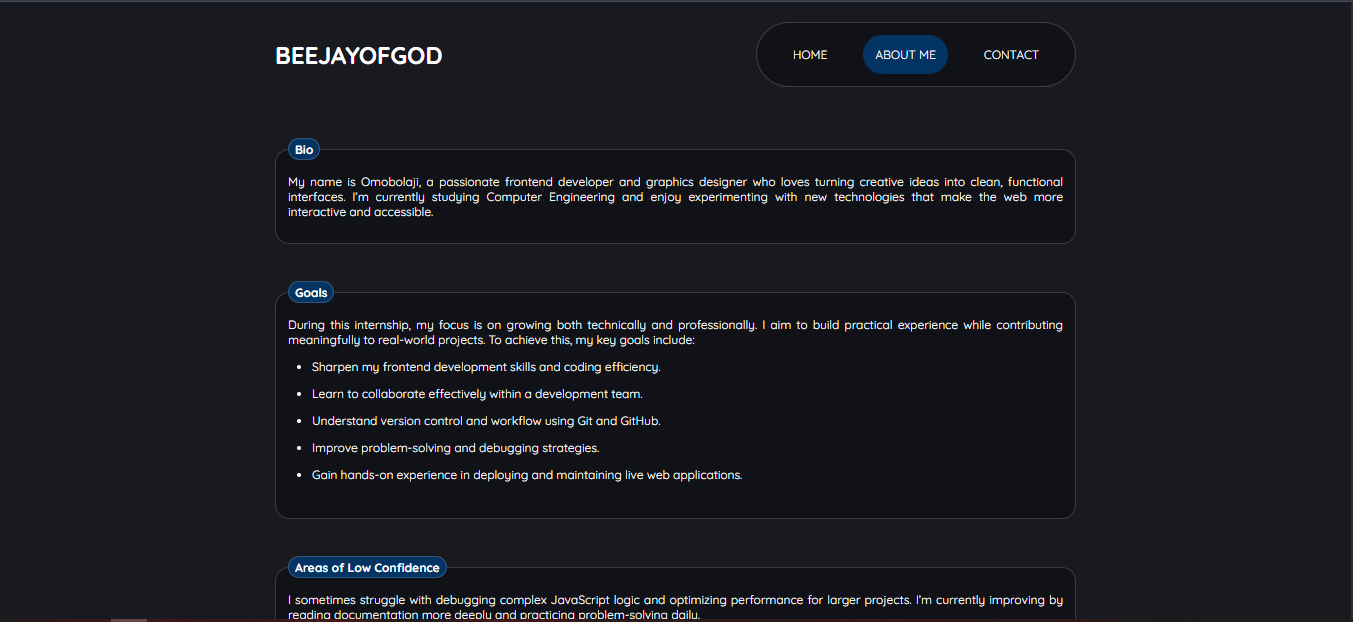 BEEJAYOFGOD
HOME ABOUT ME CONTACT
Bio
My name is Omobolaji, a passionate frontend developer and graphics designer who loves turning creative ideas into clean, functional
interfaces. I'm currently studying Computer Engineering and enjoy experimenting with new technologies that make the web more
interactive and accessible.
Goals
During this internship, my focus is on growing both technically and professionally. I aim to build practical experience while contributing
meaningfully to real-world projects. To achieve this, my key goals include:
• Sharpen my frontend development skills and coding efficiency.
• Learn to collaborate effectively within a development team.
• Understand version control and workflow using Git and GitHub.
• Improve problem-solving and debugging strategies.
• Gain hands-on experience in deploying and maintaining live web applications.
Areas of Low Confidence
I sometimes struggle with debugging complex JavaScript logic and optimizing performance for larger projects. I'm currently improving by
reading documentation more deeply and practicing problem-solving daily.